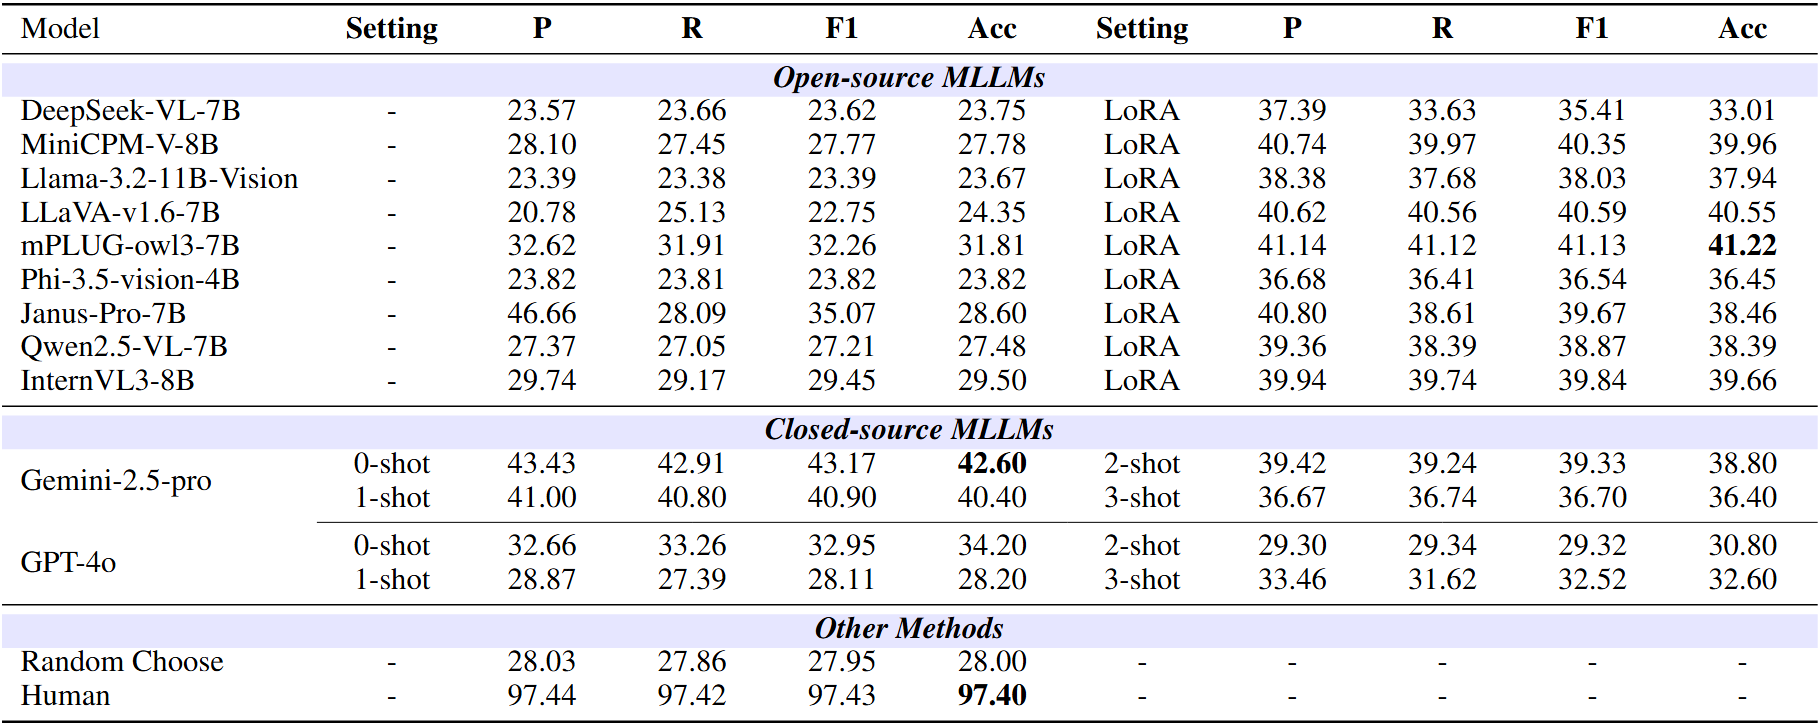 Model Setting P R F1 Acc Setting P R F1 Acc
Open-source MLLMs
DeepSeek-VL-7B - 23.57 23.66 23.62 23.75 LoRA 37.39 33.63 35.41 33.01
MiniCPM-V-8B - 28.10 27.45 27.77 27.78 LoRA 40.74 39.97 40.35 39.96
Llama-3.2-11B-Vision - 23.39 23.38 23.39 23.67 LoRA 38.38 37.68 38.03 37.94
LLaVA-v1.6-7B - 20.78 25.13 22.75 24.35 LoRA 40.62 40.56 40.59 40.55
mPLUG-owl3-7B - 32.62 31.91 32.26 31.81 LoRA 41.14 41.12 41.13 41.22
Phi-3.5-vision-4B - 23.82 23.81 23.82 23.82 LoRA 36.68 36.41 36.54 36.45
Janus-Pro-7B - 46.66 28.09 35.07 28.60 LoRA 40.80 38.61 39.67 38.46
Qwen2.5-VL-7B - 27.37 27.05 27.21 27.48 LoRA 39.36 38.39 38.87 38.39
InternVL3-8B - 29.74 29.17 29.45 29.50 LoRA 39.94 39.74 39.84 39.66
Closed-source MLLMs
Gemini-2.5-pro
0-shot 43.43 42.91 43.17 42.60 2-shot 39.42 39.24 39.33 38.80
1-shot 41.00 40.80 40.90 40.40 3-shot 36.67 36.74 36.70 36.40
GPT-4o
0-shot 32.66 33.26 32.95 34.20 2-shot 29.30 29.34 29.32 30.80
1-shot 28.87 27.39 28.11 28.20 3-shot 33.46 31.62 32.52 32.60
Other Methods
Random Choose - 28.03 27.86 27.95 28.00 - - - - -
Human - 97.44 97.42 97.43 97.40 - - - - -